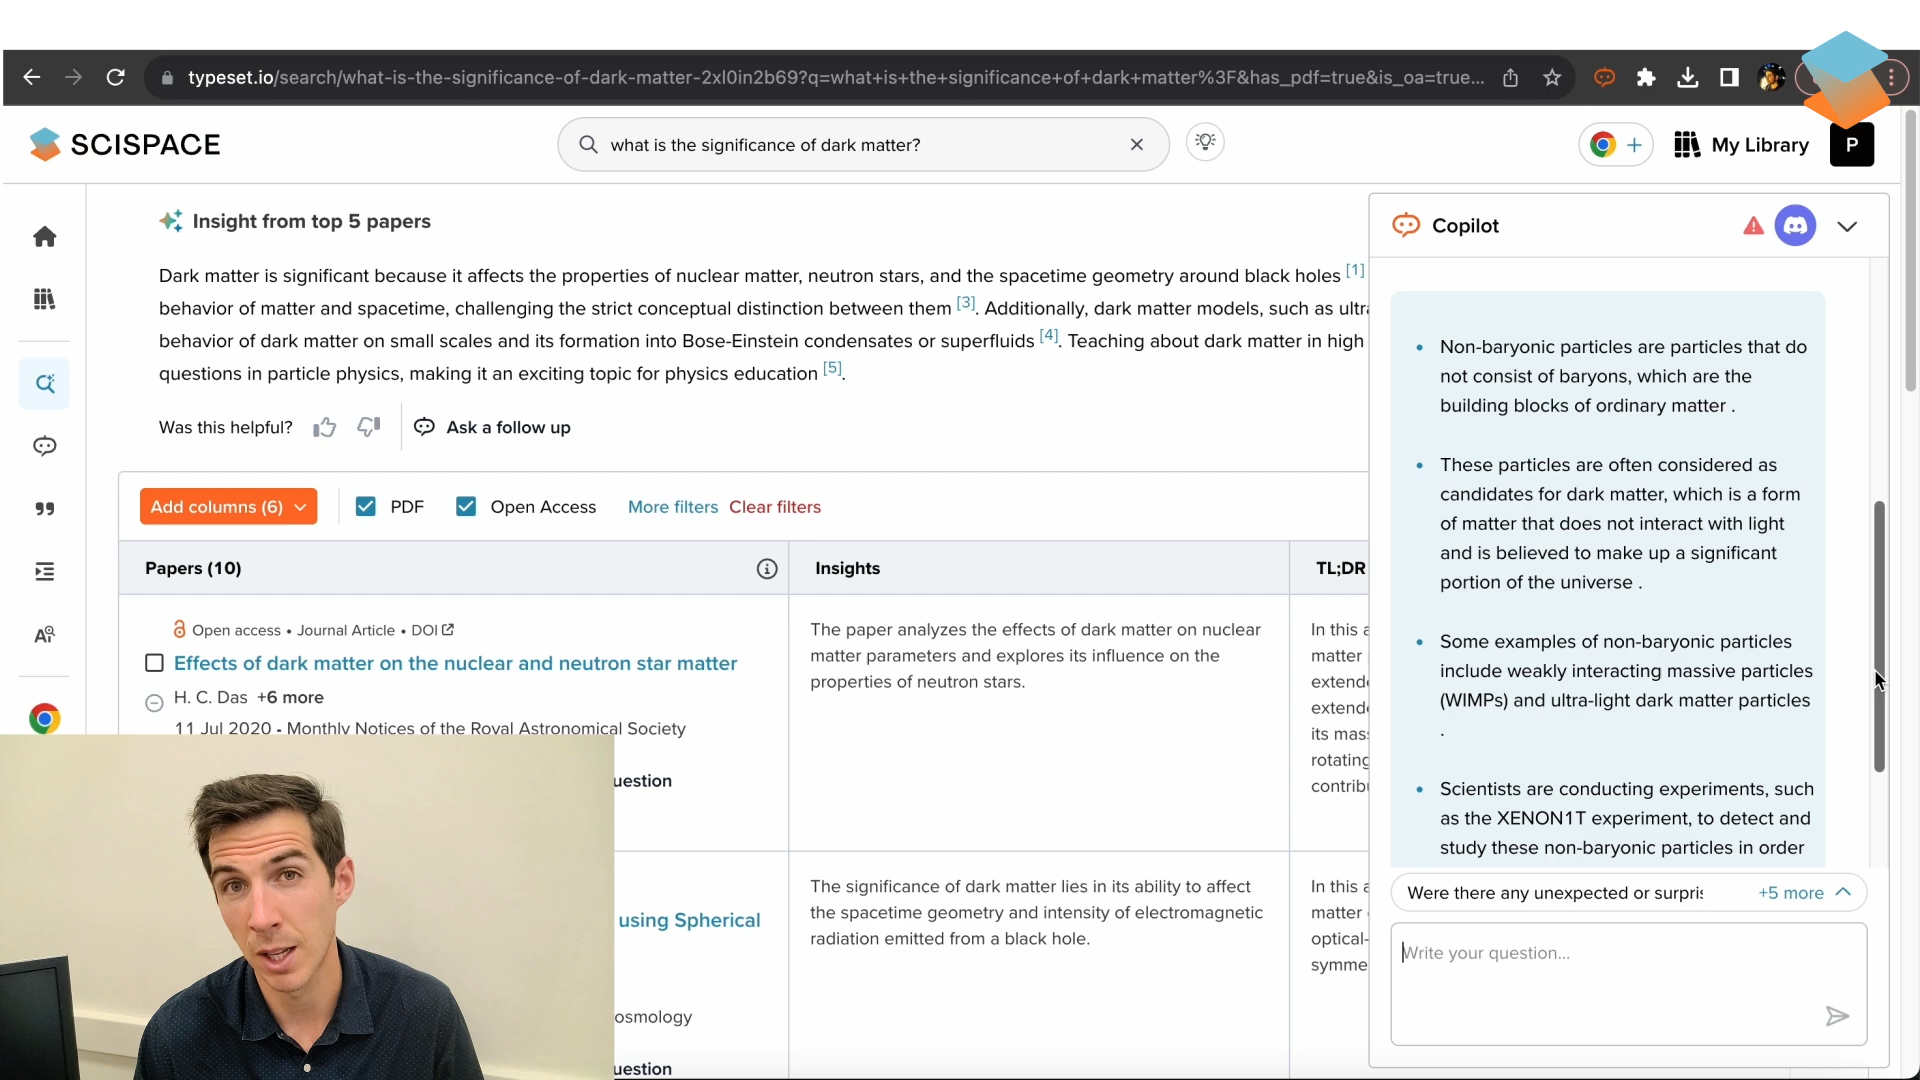 typeset.io/search/what-is-the-significance-of-dark-matter-2xl0in2b69?q=what+is+the+significance+of+dark+matter%3F&has_pdf=true&is_oa=true...
SCISPACE
what is the significance of dark matter?
My Library
P
Insight from top 5 papers
Dark matter is significant because it affects the properties of nuclear matter, neutron stars, and the spacetime geometry around black holes [1]
behavior of matter and spacetime, challenging the strict conceptual distinction between them [3]. Additionally, dark matter models, such as ultra
behavior of dark matter on small scales and its formation into Bose-Einstein condensates or superfluids [4]. Teaching about dark matter in high
questions in particle physics, making it an exciting topic for physics education [5].
Was this helpful?
Ask a follow up
Add columns (6)
PDF
Open Access
More filters
Clear filters
Papers (10)
Insights
TL;DR
Open access • Journal Article • DOI
Effects of dark matter on the nuclear and neutron star matter
H. C. Das +6 more
11 Jul 2020 - Monthly Notices of the Royal Astronomical Society
uestion
The paper analyzes the effects of dark matter on nuclear
matter parameters and explores its influence on the
properties of neutron stars.
In this a
matter
extende
extende
its mas
rotating
contrib
using Spherical
osmology
uestion
The significance of dark matter lies in its ability to affect
the spacetime geometry and intensity of electromagnetic
radiation emitted from a black hole.
In this a
matter
optical-
symme
Copilot
• Non-baryonic particles are particles that do
not consist of baryons, which are the
building blocks of ordinary matter .
• These particles are often considered as
candidates for dark matter, which is a form
of matter that does not interact with light
and is believed to make up a significant
portion of the universe .
• Some examples of non-baryonic particles
include weakly interacting massive particles
(WIMPs) and ultra-light dark matter particles
.
• Scientists are conducting experiments, such
as the XENON1T experiment, to detect and
study these non-baryonic particles in order
Were there any unexpected or surpris
+5 more
Write your question...